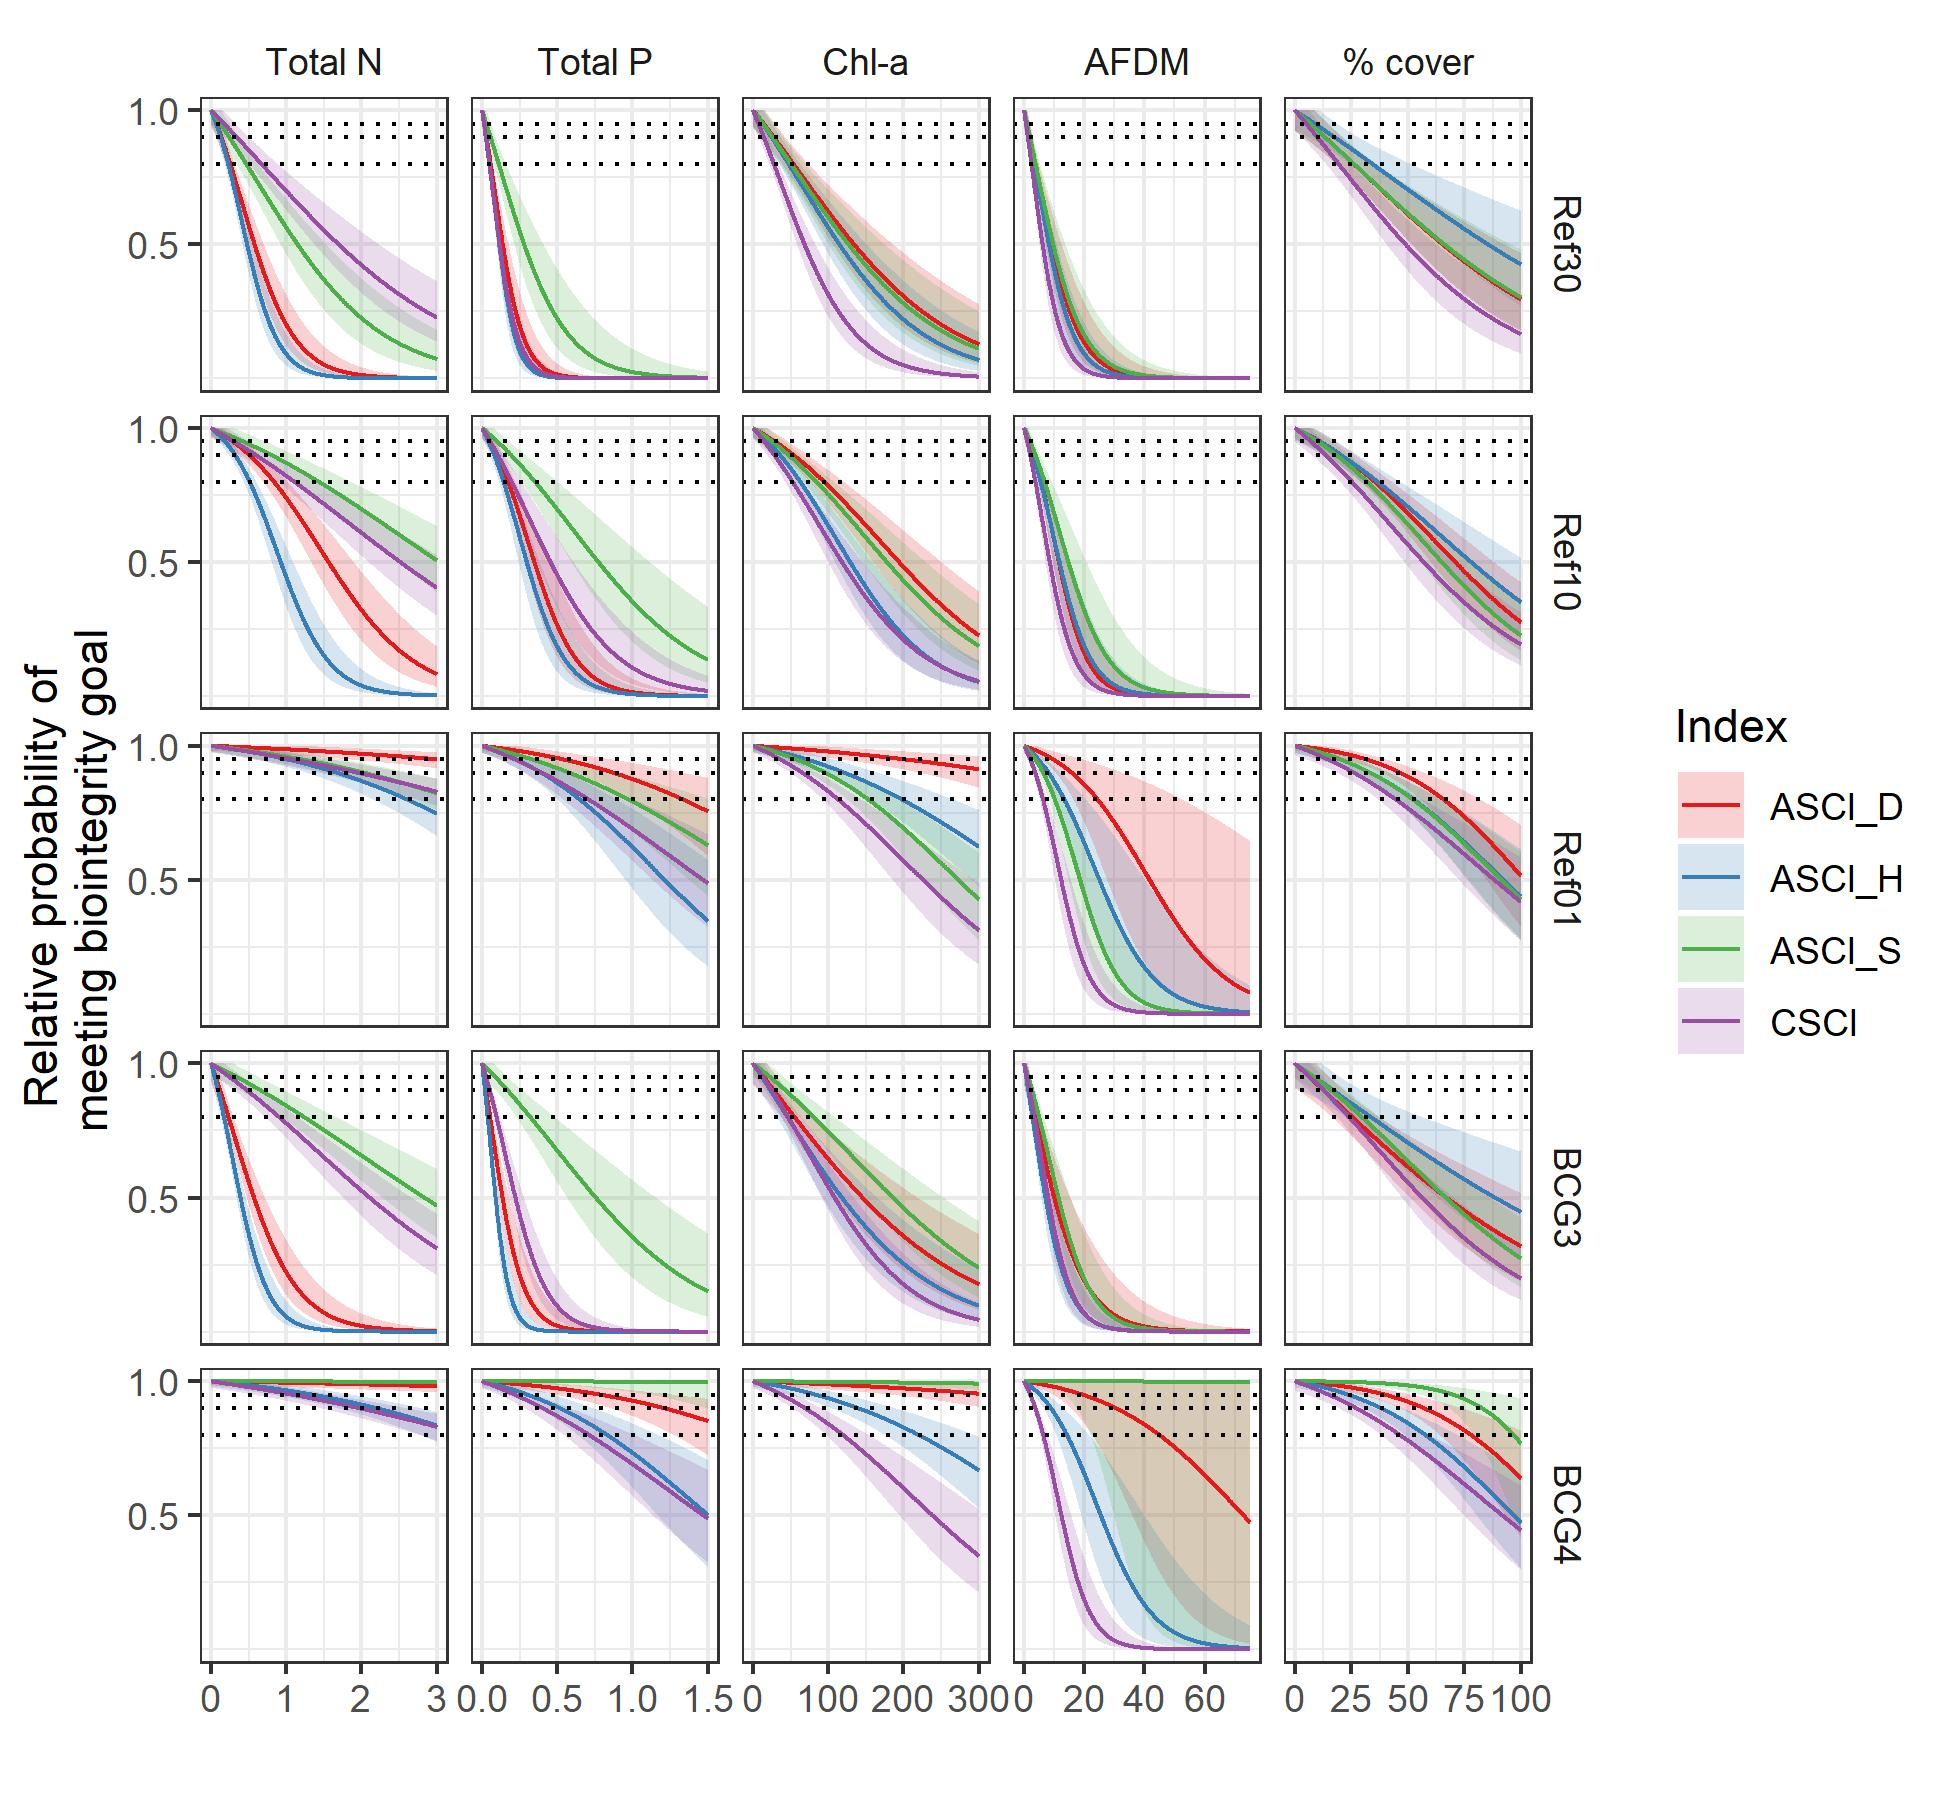 Total N Total P Chl-a AFDM % cover
1.0
0.5
Ref30
1.0
0.5
Ref10
1.0
0.5
Ref01
1.0
0.5
BCG3
1.0
0.5
BCG4
0 1 2 3 0.0 0.5 1.0 1.5 0 100 200 300 0 20 40 60 0 25 50 75 100
Relative probability of
meeting biointegrity goal
Index
ASCI_D
ASCI_H
ASCI_S
CSCI